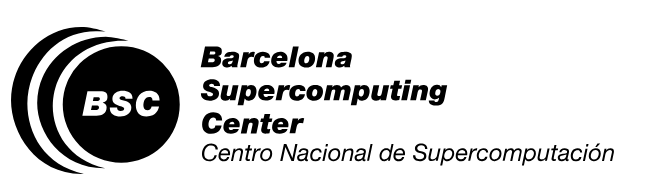 BSC
Barcelona
Supercomputing
Center
Centro Nacional de Supercomputación